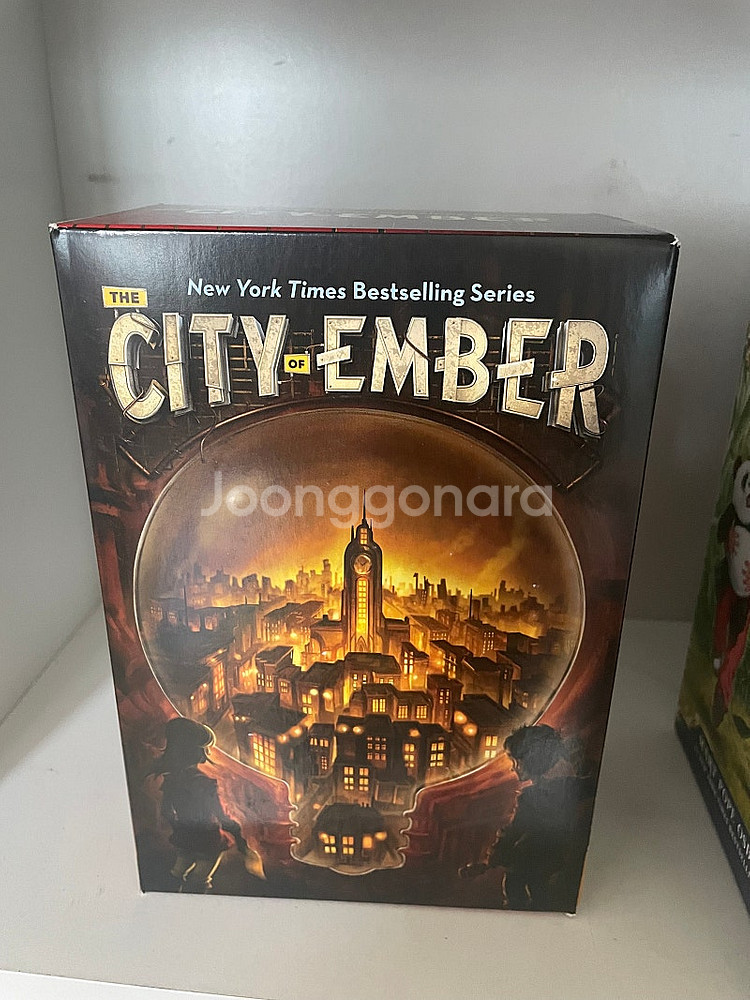 New York Times Bestselling Series
THE
CITY OF EMBER
Joonggonara